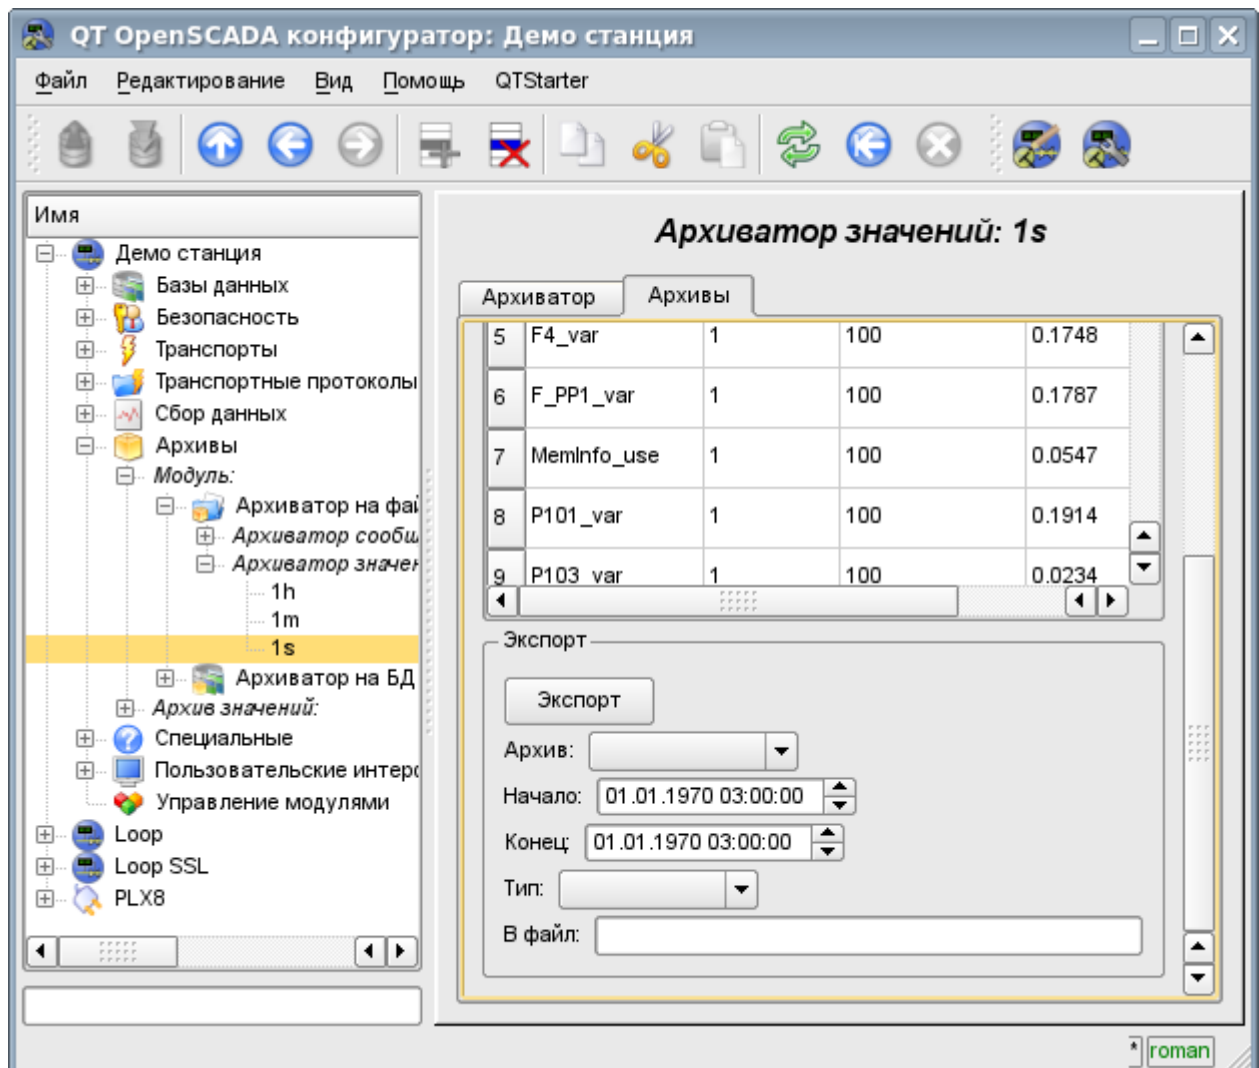 QT OpenSCADA конфигуратор: Демо станция
Файл Редактирование Вид Помощь QTStarter
Имя
Демо станция
Базы данных
Безопасность
Транспорты
Транспортные протоколы
Сбор данных
Архивы
Модуль:
Архиватор на фай
Архиватор сообщ
Архиватор значен
1h
1m
1s
Архиватор на БД
Архив значений:
Специальные
Пользовательские интерф
Управление модулями
Loop
Loop SSL
PLX8
Архиватор значений: 1s
Архиватор Архивы
5 F4_var 1 100 0.1748
6 F_PP1_var 1 100 0.1787
7 MemInfo_use 1 100 0.0547
8 P101_var 1 100 0.1914
9 P103_var 1 100 0.0234
Экспорт
Экспорт
Архив:
Начало: 01.01.1970 03:00:00
Конец: 01.01.1970 03:00:00
Тип:
В файл:
* roman